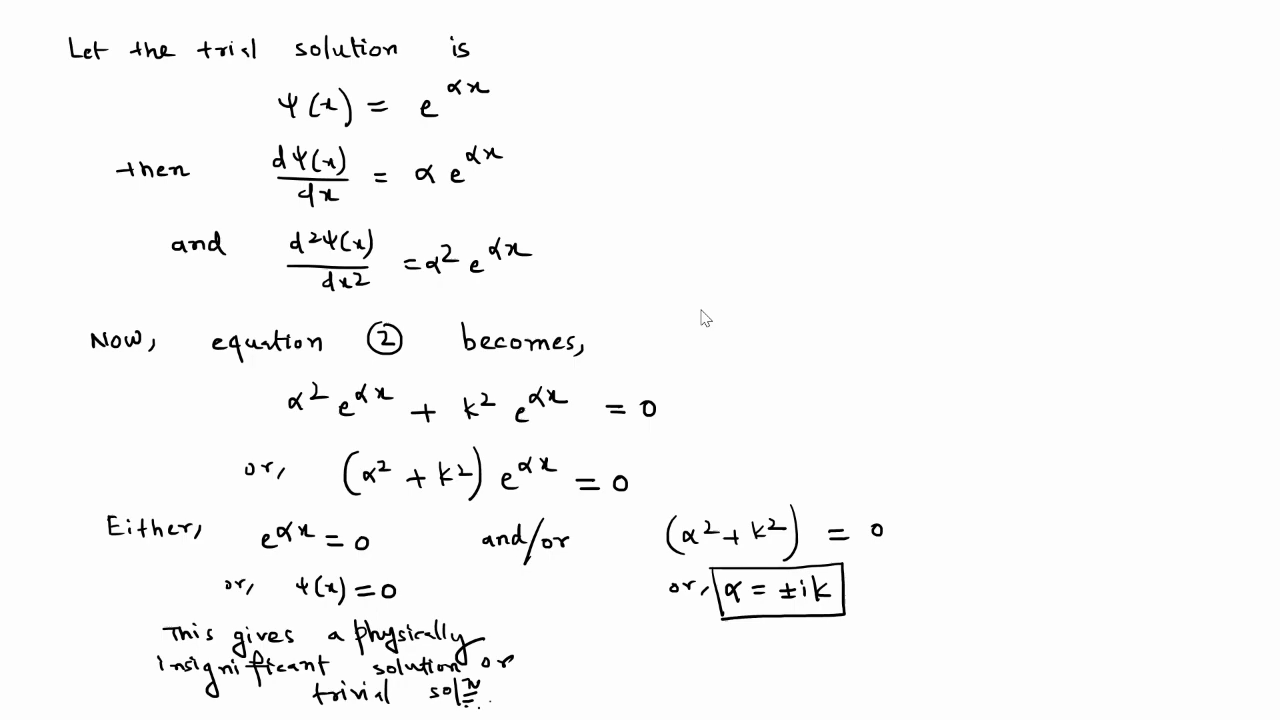 Let the trial solution is
ψ(x) = e^αx
then dψ(x)/dx = α e^αx
and d²ψ(x)/dx² = α² e^αx
Now, equation ② becomes,
α² e^αx + k² e^αx = 0
or, (α² + k²) e^αx = 0
Either, e^αx = 0 and/or (α² + k²) = 0
or, ψ(x) = 0 or, α = ±ik
This gives a physically
insignificant solution or
trivial solⁿ.